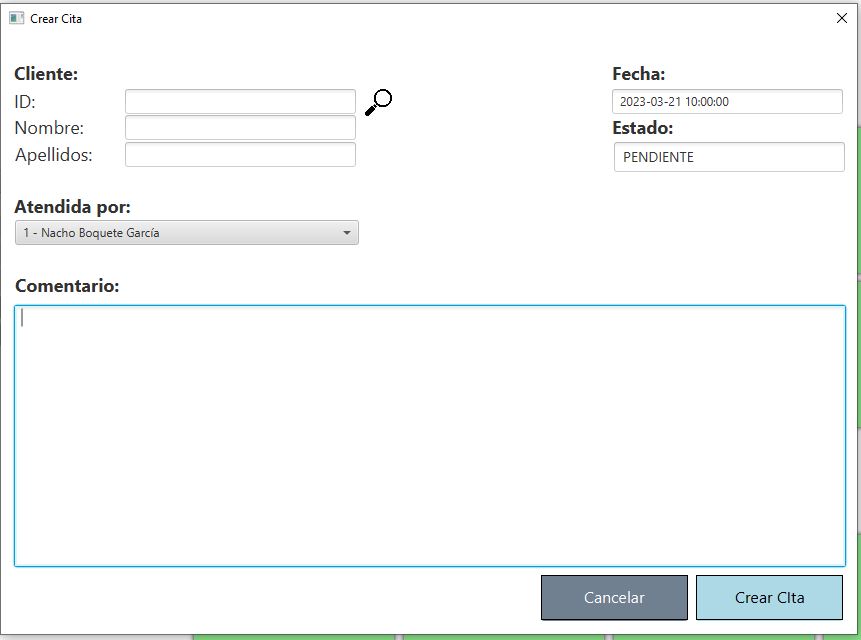 Crear Cita
Cliente:
ID:
Nombre:
Apellidos:
Fecha:
2023-03-21 10:00:00
Estado:
PENDIENTE
Atendida por:
1 - Nacho Boquete García
Comentario:
Cancelar
Crear CIta